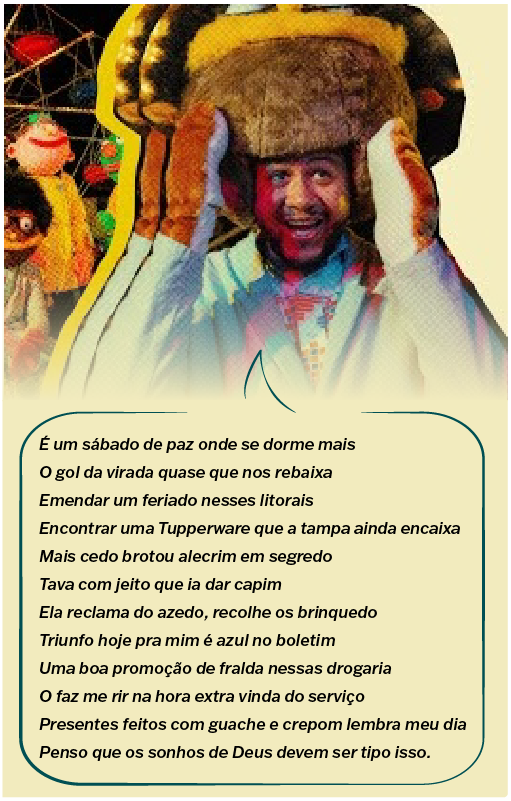 É um sábado de paz onde se dorme mais
O gol da virada quase que nos rebaixa
Emendar um feriado nesses litorais
Encontrar uma Tupperware que a tampa ainda encaixa
Mais cedo brotou alecrim em segredo
Tava com jeito que ia dar capim
Ela reclama do azedo, recolhe os brinquedo
Triunfo hoje pra mim é azul no boletim
Uma boa promoção de fralda nessas drogaria
O faz me rir na hora extra vinda do serviço
Presentes feitos com guache e crepom lembra meu dia
Penso que os sonhos de Deus devem ser tipo isso.